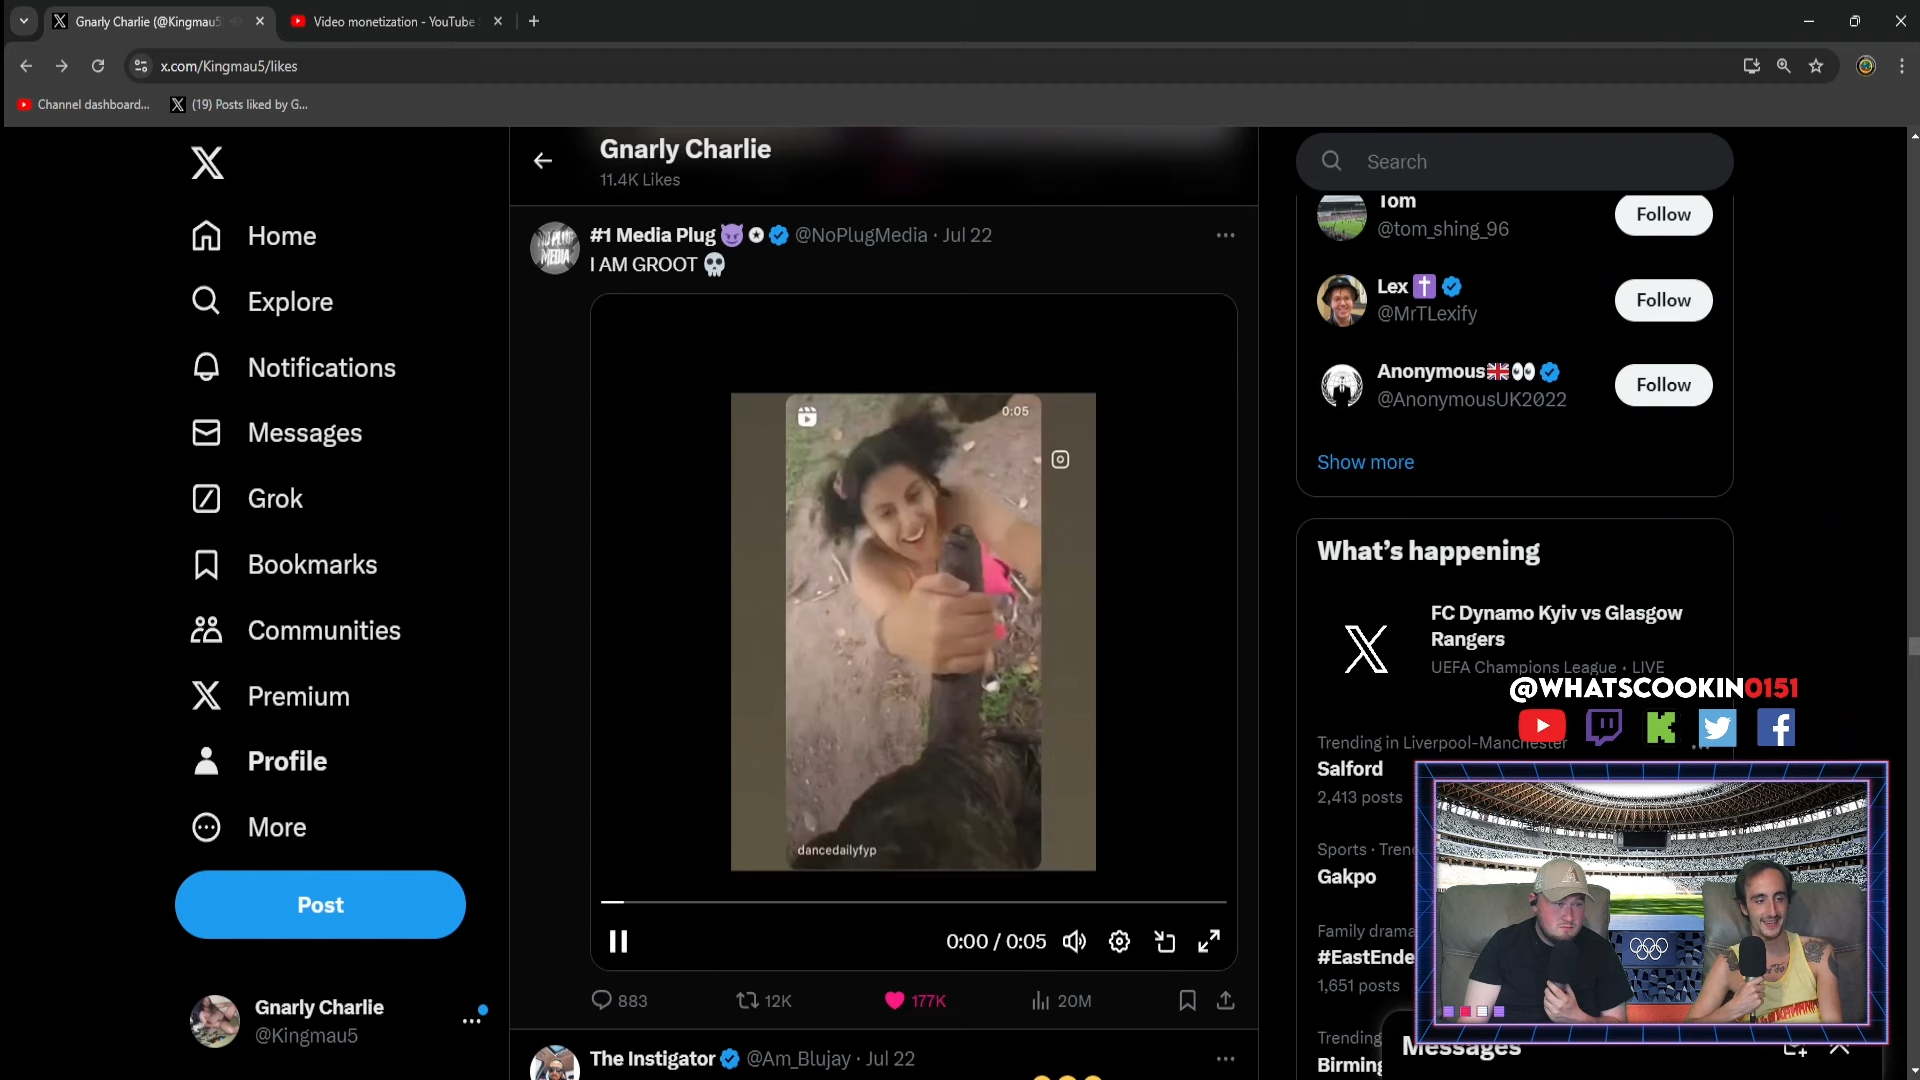 Gnarly Charlie (@Kingmau5
Video monetization - YouTube
x.com/Kingmau5/likes
Channel dashboard...
(19) Posts liked by G...
Gnarly Charlie
11.4K Likes
Search
Home
Explore
Notifications
Messages
Grok
Bookmarks
Communities
Premium
Profile
More
Post
Gnarly Charlie
@Kingmau5
#1 Media Plug @NoPlugMedia · Jul 22
I AM GROOT
NO PLUG
MEDIA
0:05
dancedailyfyp
0:00 / 0:05
883
12K
177K
20M
The Instigator @Am_Blujay · Jul 22
Tom
@tom_shing_96
Follow
Lex
@MrTLexify
Follow
Anonymous
@AnonymousUK2022
Follow
Show more
What's happening
FC Dynamo Kyiv vs Glasgow
Rangers
UEFA Champions League · LIVE
@WHATSCOOKIN0151
Trending in Liverpool-Manchester
Salford
2,413 posts
Sports · Tren
Gakpo
Family drama
#EastEnde
1,651 posts
Trending
Birming
Messages